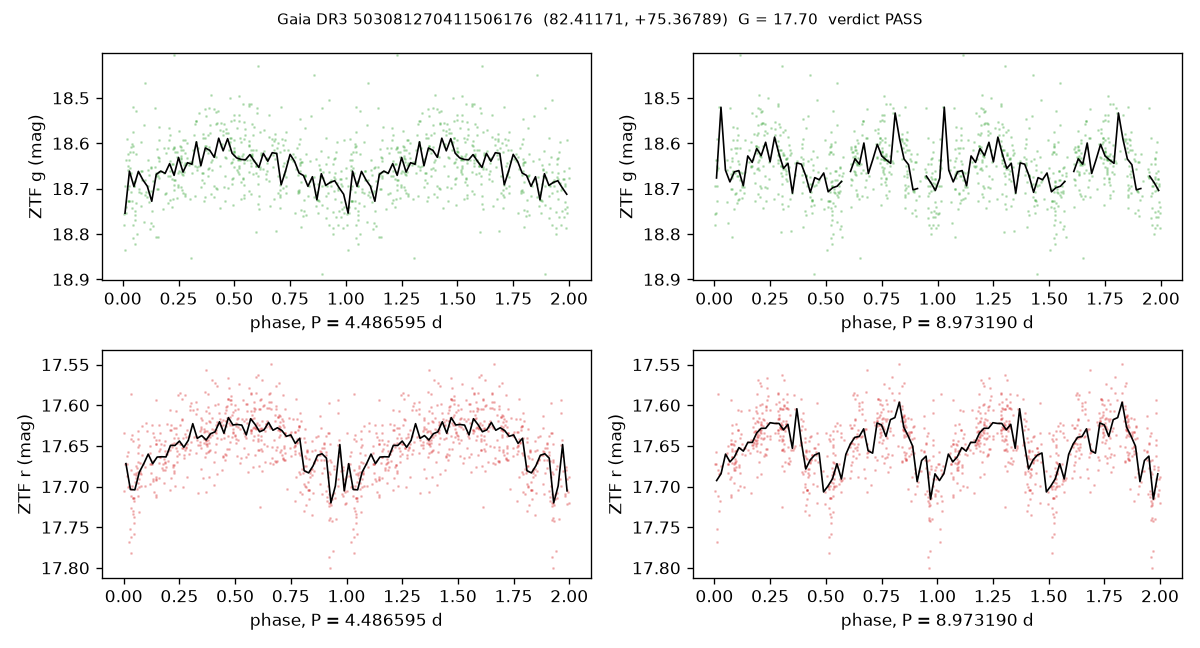 Gaia DR3 503081270411506176  (82.41171, +75.36789)  G = 17.70  verdict PASS
ZTF g (mag)
18.5
18.6
18.7
18.8
18.9
0.00 0.25 0.50 0.75 1.00 1.25 1.50 1.75 2.00
phase, P = 4.486595 d
ZTF g (mag)
18.5
18.6
18.7
18.8
18.9
0.00 0.25 0.50 0.75 1.00 1.25 1.50 1.75 2.00
phase, P = 8.973190 d
ZTF r (mag)
17.55
17.60
17.65
17.70
17.75
17.80
0.00 0.25 0.50 0.75 1.00 1.25 1.50 1.75 2.00
phase, P = 4.486595 d
ZTF r (mag)
17.55
17.60
17.65
17.70
17.75
17.80
0.00 0.25 0.50 0.75 1.00 1.25 1.50 1.75 2.00
phase, P = 8.973190 d